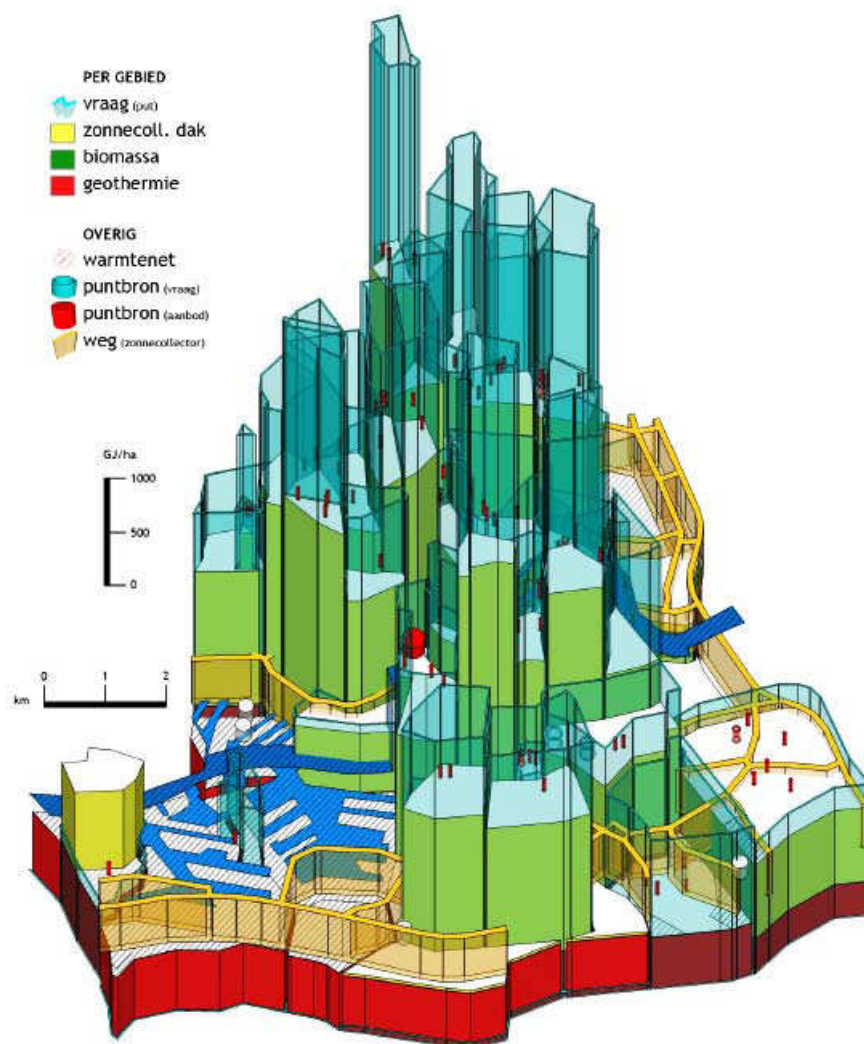 PER GEBIED
vraag (put)
zonnecoll. dak
biomassa
geothermie
OVERIG
warmtenet
puntbron (vraag)
puntbron (aanbod)
weg (zonnecollector)
GJ/ha
1000
500
0
0 1 2
km